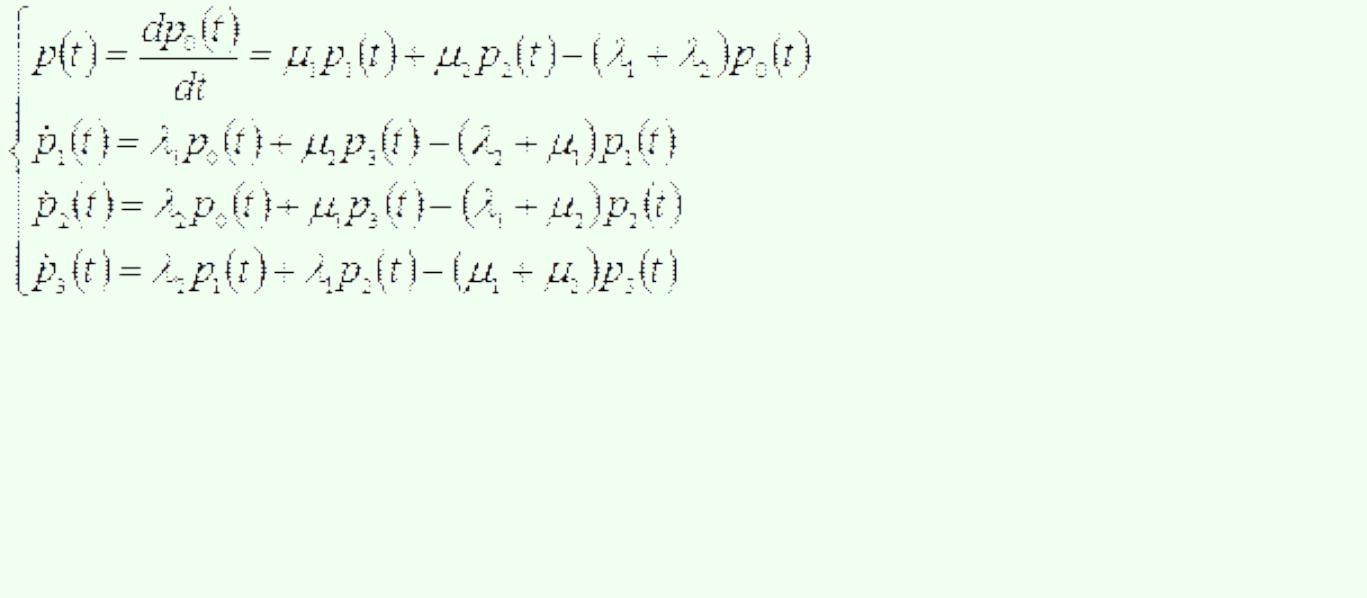 p(t) = dp₀(t)/dt = μ₁p₁(t) + μ₂p₂(t) − (λ₁ + λ₂)p₀(t)
ṗ₁(t) = λ₁p₀(t) + μ₂p₃(t) − (λ₂ + μ₁)p₁(t)
ṗ₂(t) = λ₂p₀(t) + μ₁p₃(t) − (λ₁ + μ₂)p₂(t)
ṗ₃(t) = λ₂p₁(t) + λ₁p₂(t) − (μ₁ + μ₂)p₃(t)